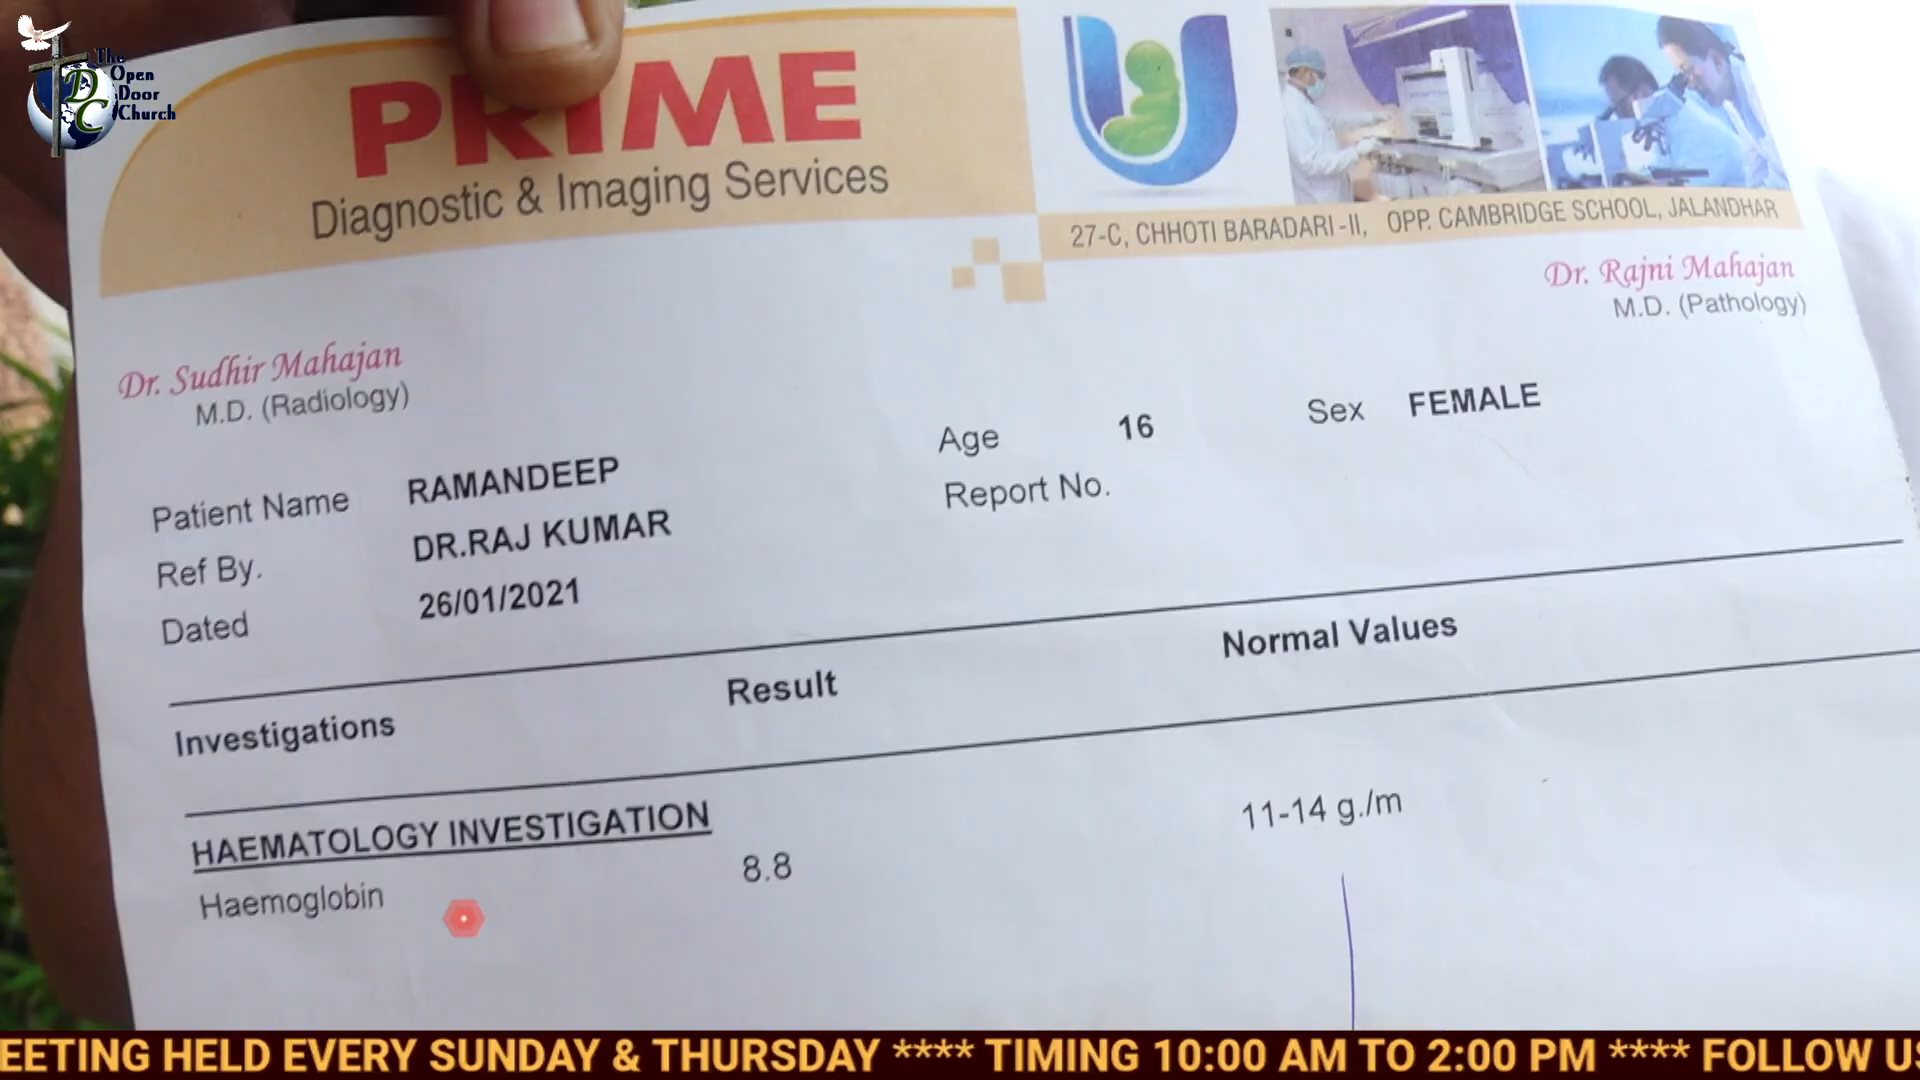 The
Open
Door
Church
DC
PRIME
Diagnostic & Imaging Services
27-C, CHHOTI BARADARI-II, OPP. CAMBRIDGE SCHOOL, JALANDHAR
Dr. Rajni Mahajan
M.D. (Pathology)
Dr. Sudhir Mahajan
M.D. (Radiology)
Patient Name RAMANDEEP Age 16 Sex FEMALE
Ref By. DR.RAJ KUMAR Report No.
Dated 26/01/2021
Investigations Result Normal Values
HAEMATOLOGY INVESTIGATION
Haemoglobin 8.8 11-14 g./m
EETING HELD EVERY SUNDAY & THURSDAY **** TIMING 10:00 AM TO 2:00 PM **** FOLLOW US